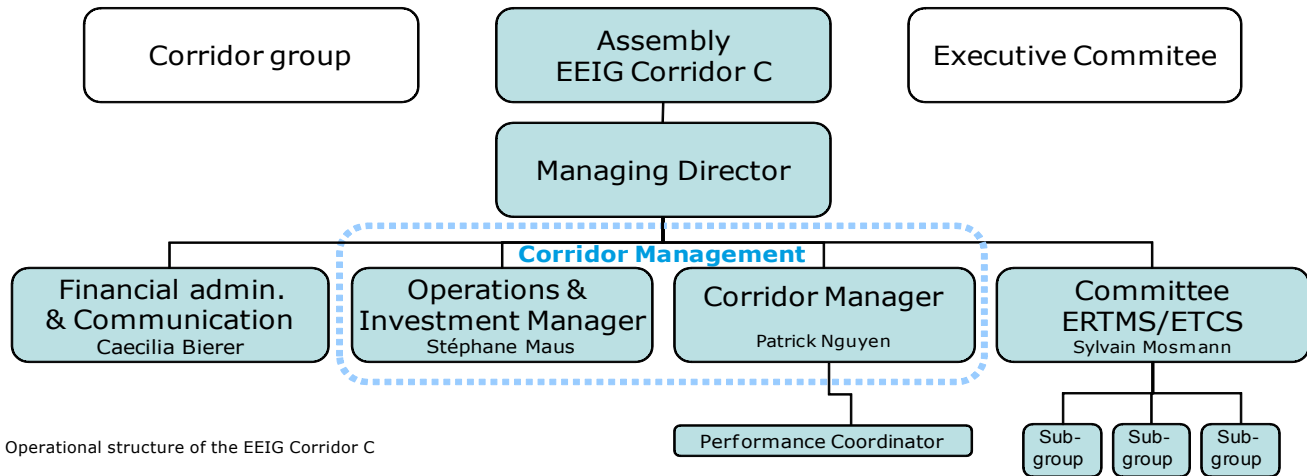 Corridor group
Assembly
EEIG Corridor C
Executive Commitee
Managing Director
Corridor Management
Financial admin.
& Communication
Caecilia Bierer
Operations &
Investment Manager
Stéphane Maus
Corridor Manager
Patrick Nguyen
Committee
ERTMS/ETCS
Sylvain Mosmann
Performance Coordinator
Sub-
group
Sub-
group
Sub-
group
Operational structure of the EEIG Corridor C